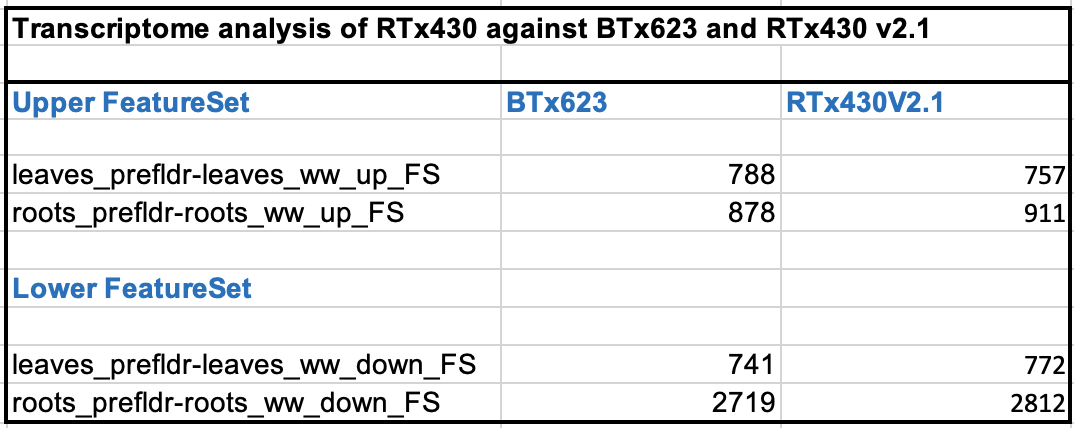 Transcriptome analysis of RTx430 against BTx623 and RTx430 v2.1
Upper FeatureSet BTx623 RTx430V2.1
leaves_prefldr-leaves_ww_up_FS 788 757
roots_prefldr-roots_ww_up_FS 878 911
Lower FeatureSet
leaves_prefldr-leaves_ww_down_FS 741 772
roots_prefldr-roots_ww_down_FS 2719 2812